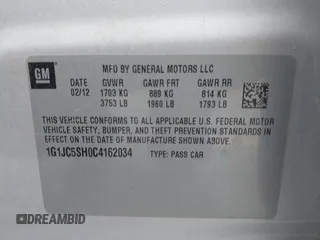 GM
MFD BY GENERAL MOTORS LLC
DATE GVWR GAWR FRT GAWR RR
02/12 1703 KG 889 KG 814 KG
3753 LB 1960 LB 1793 LB
THIS VEHICLE CONFORMS TO ALL APPLICABLE U.S. FEDERAL MOTOR VEHICLE
SAFETY, BUMPER, AND THEFT PREVENTION STANDARDS
IN EFFECT ON THE DATE OF MANUFACTURE SHOWN ABOVE.
1G1JC5SH0C4162034 TYPE: PASS CAR
DREAMBID